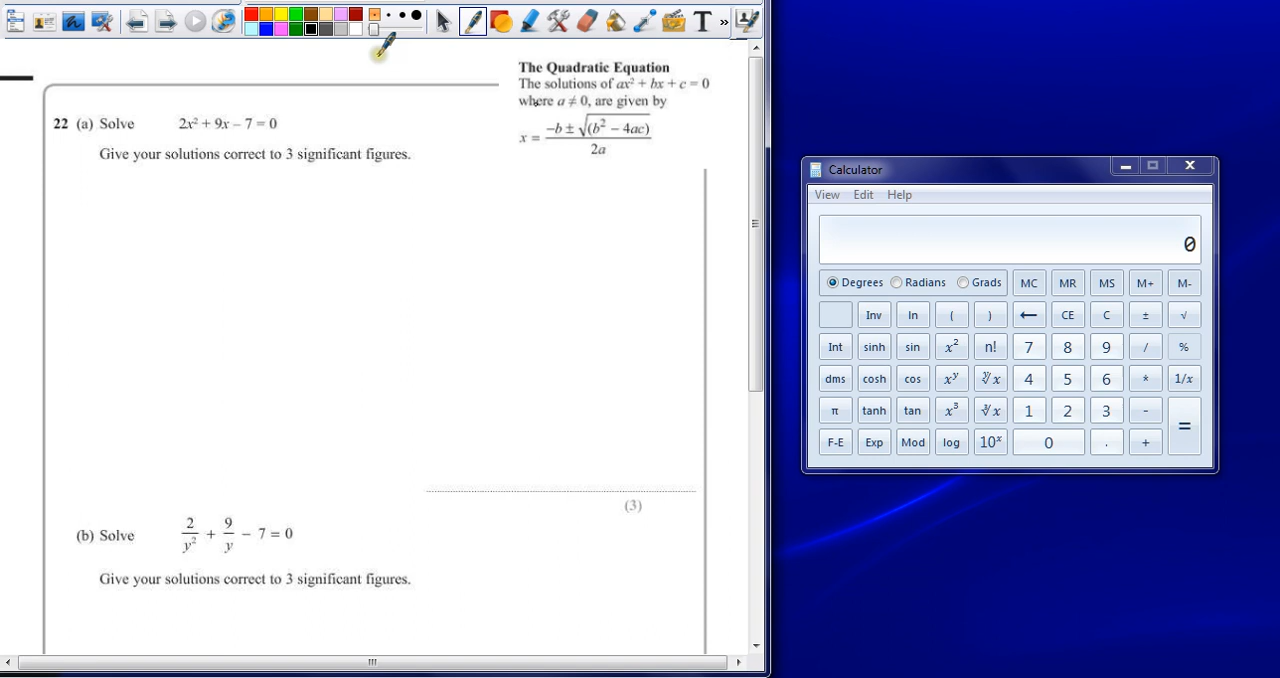 The Quadratic Equation
The solutions of ax² + bx + c = 0
where a ≠ 0, are given by
x = (−b ± √(b² − 4ac)) / 2a
22 (a) Solve 2x² + 9x − 7 = 0
Give your solutions correct to 3 significant figures.
(3)
(b) Solve 2/y² + 9/y − 7 = 0
Give your solutions correct to 3 significant figures.
T »
Calculator
View Edit Help
0
Degrees Radians Grads MC MR MS M+ M-
Inv ln ( ) ← CE C ± √
Int sinh sin x² n! 7 8 9 / %
dms cosh cos xʸ ʸ√x 4 5 6 * 1/x
π tanh tan x³ ³√x 1 2 3 - =
F-E Exp Mod log 10ˣ 0 . +